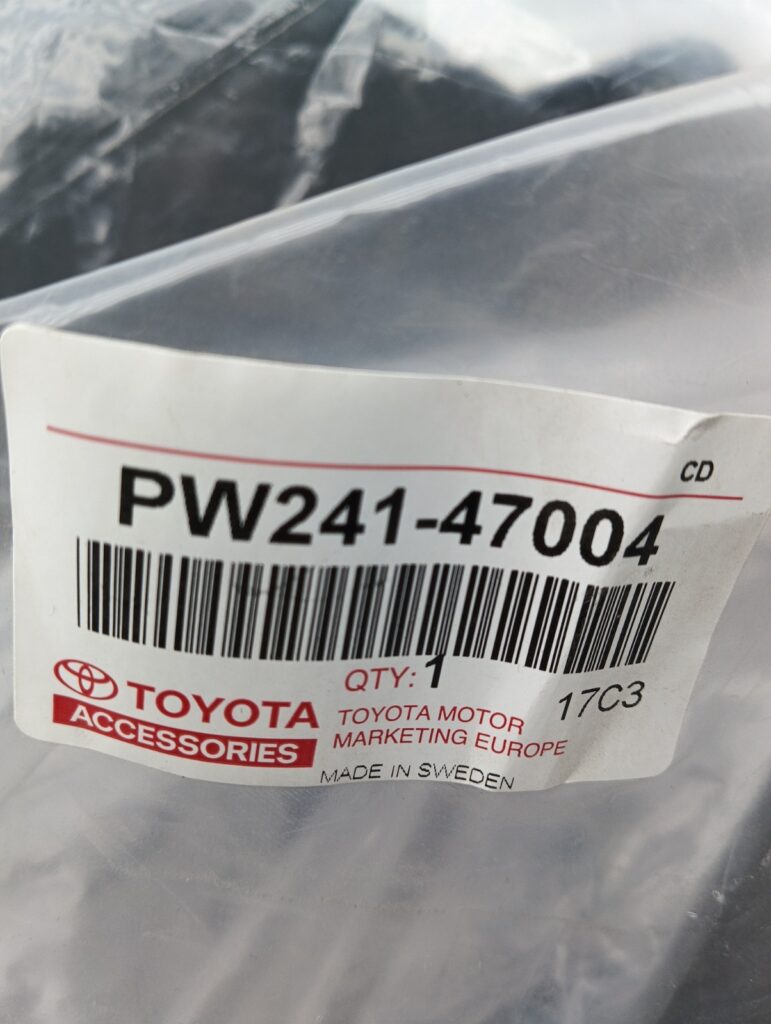 CD
PW241-47004
QTY: 1
17C3
TOYOTA
ACCESSORIES
TOYOTA MOTOR
MARKETING EUROPE
MADE IN SWEDEN